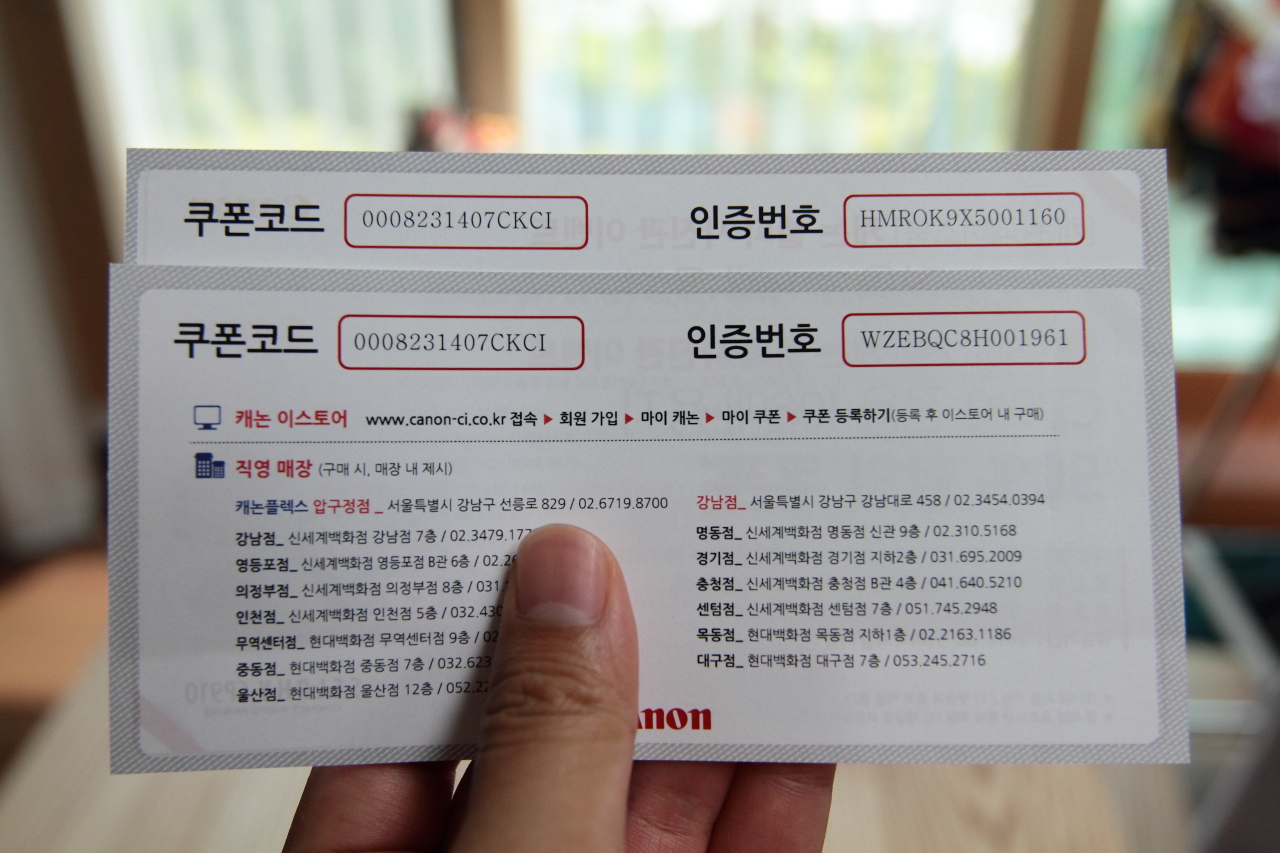 쿠폰코드 0008231407CKCI 인증번호 HMROK9X5001160
쿠폰코드 0008231407CKCI 인증번호 WZEBQC8H001961
캐논 이스토어 www.canon-ci.co.kr 접속 ▶ 회원 가입 ▶ 마이 캐논 ▶ 마이 쿠폰 ▶ 쿠폰 등록하기(등록 후 이스토어 내 구매)
직영 매장 (구매 시, 매장 내 제시)
캐논플렉스 압구정점 _ 서울특별시 강남구 선릉로 829 / 02.6719.8700
강남점_ 신세계백화점 강남점 7층 / 02.3479.177
영등포점_ 신세계백화점 영등포점 B관 6층 / 02.26
의정부점_ 신세계백화점 의정부점 8층 / 031.
인천점_ 신세계백화점 인천점 5층 / 032.430
무역센터점_ 현대백화점 무역센터점 9층 / 02
중동점_ 현대백화점 중동점 7층 / 032.623
울산점_ 현대백화점 울산점 12층 / 052.22
강남점_ 서울특별시 강남구 강남대로 458 / 02.3454.0394
명동점_ 신세계백화점 명동점 신관 9층 / 02.310.5168
경기점_ 신세계백화점 경기점 지하2층 / 031.695.2009
충청점_ 신세계백화점 충청점 B관 4층 / 041.640.5210
센텀점_ 신세계백화점 센텀점 7층 / 051.745.2948
목동점_ 현대백화점 목동점 지하1층 / 02.2163.1186
대구점_ 현대백화점 대구점 7층 / 053.245.2716
non